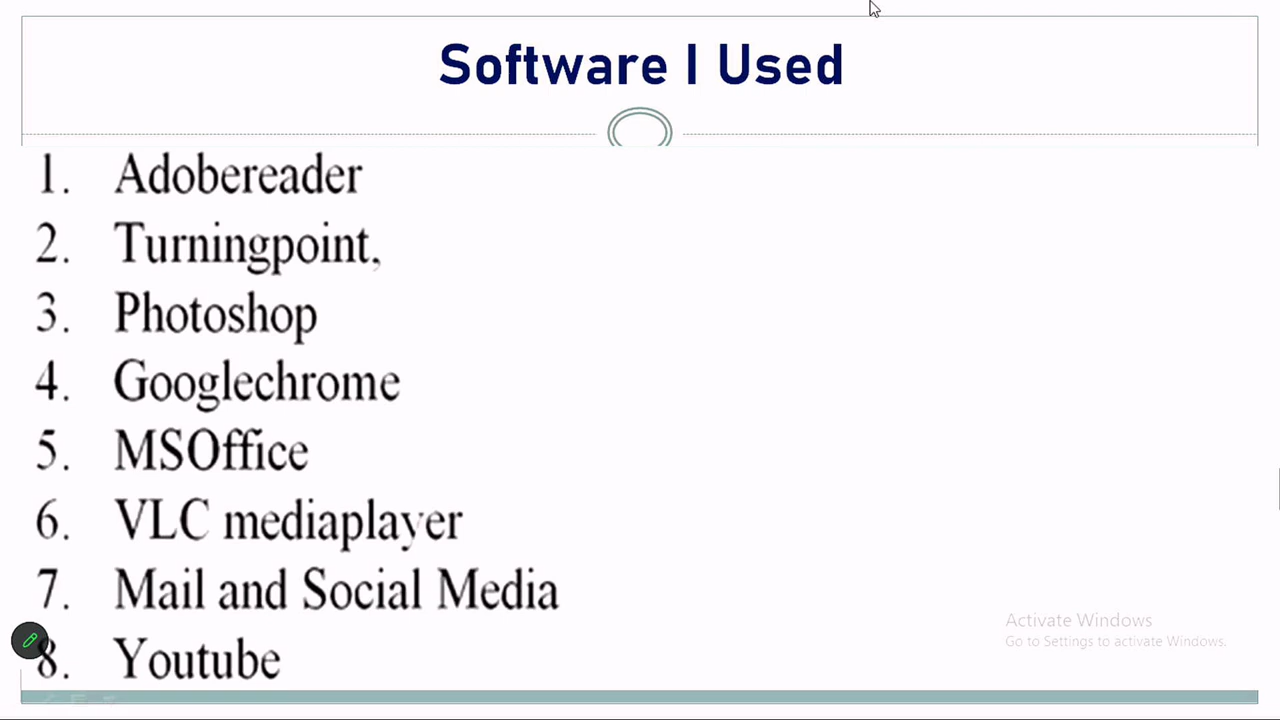 Software I Used
1. Adobereader
2. Turningpoint,
3. Photoshop
4. Googlechrome
5. MSOffice
6. VLC mediaplayer
7. Mail and Social Media
8. Youtube
Activate Windows
Go to Settings to activate Windows.